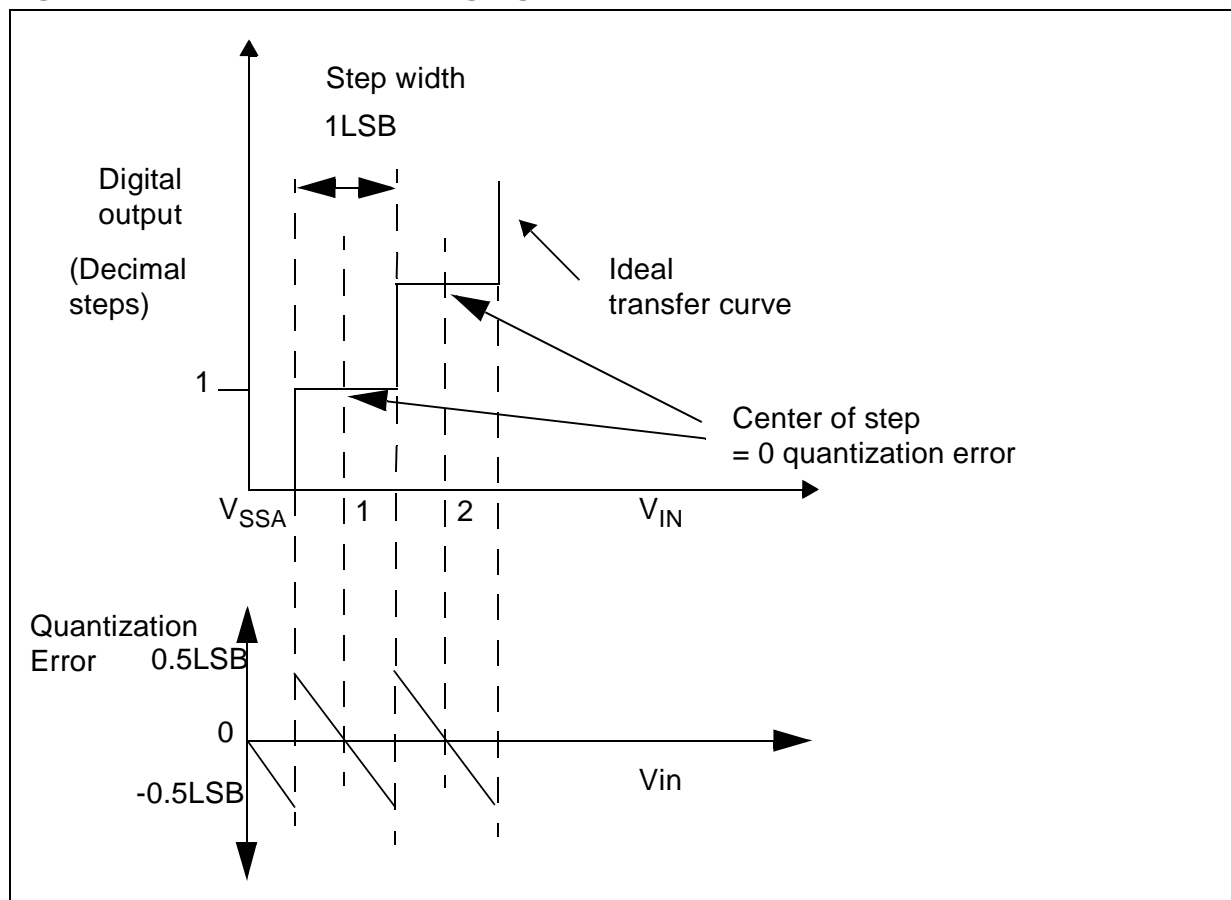 Step width
1LSB
Digital
output
(Decimal
steps)
Ideal
transfer curve
1
Center of step
= 0 quantization error
VSSA
1
2
VIN
Quantization
Error
0.5LSB
0
-0.5LSB
Vin